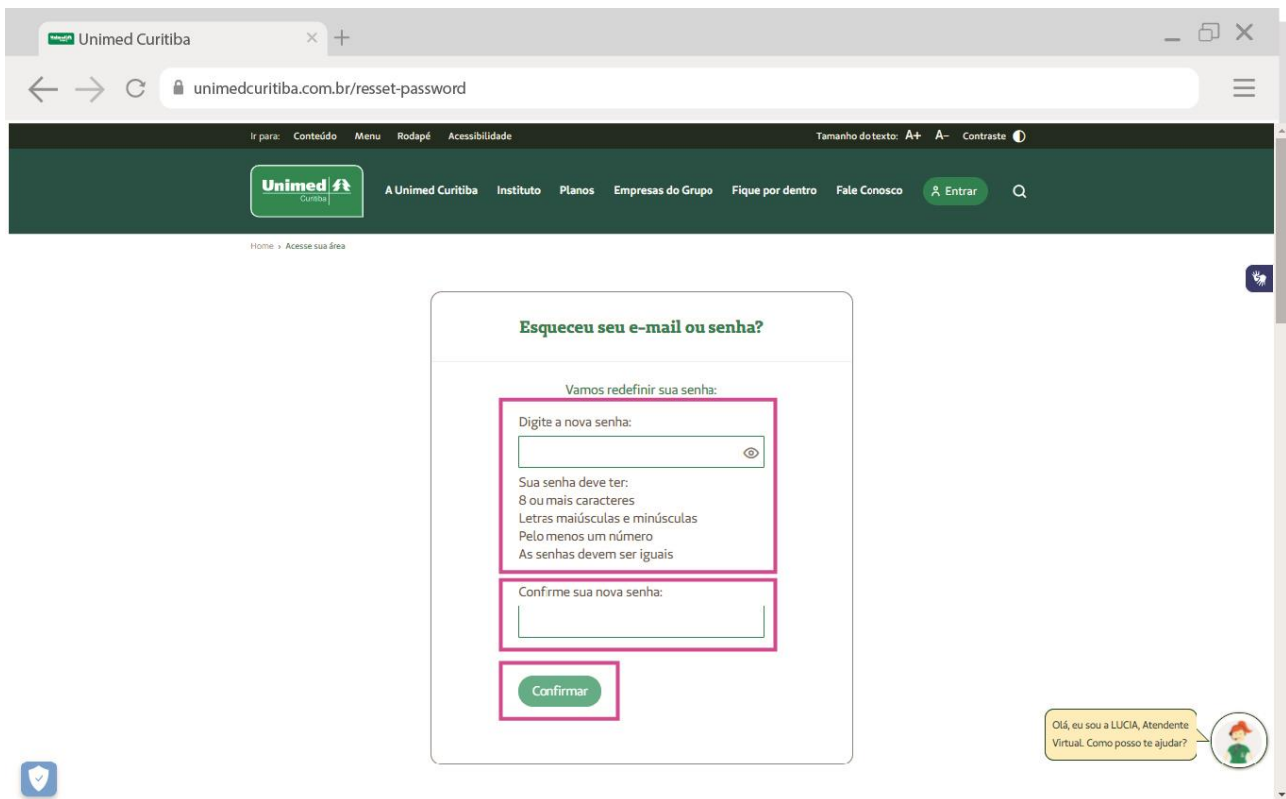 Unimed Curitiba
unimedcuritiba.com.br/resset-password
Ir para: Conteúdo Menu Rodapé Acessibilidade Tamanho do texto: A+ A- Contraste
Unimed
Curitiba
A Unimed Curitiba Instituto Planos Empresas do Grupo Fique por dentro Fale Conosco Entrar
Home › Acesse sua área
Esqueceu seu e-mail ou senha?
Vamos redefinir sua senha:
Digite a nova senha:
Sua senha deve ter:
8 ou mais caracteres
Letras maiúsculas e minúsculas
Pelo menos um número
As senhas devem ser iguais
Confirme sua nova senha:
Confirmar
Olá, eu sou a LUCIA, Atendente
Virtual. Como posso te ajudar?